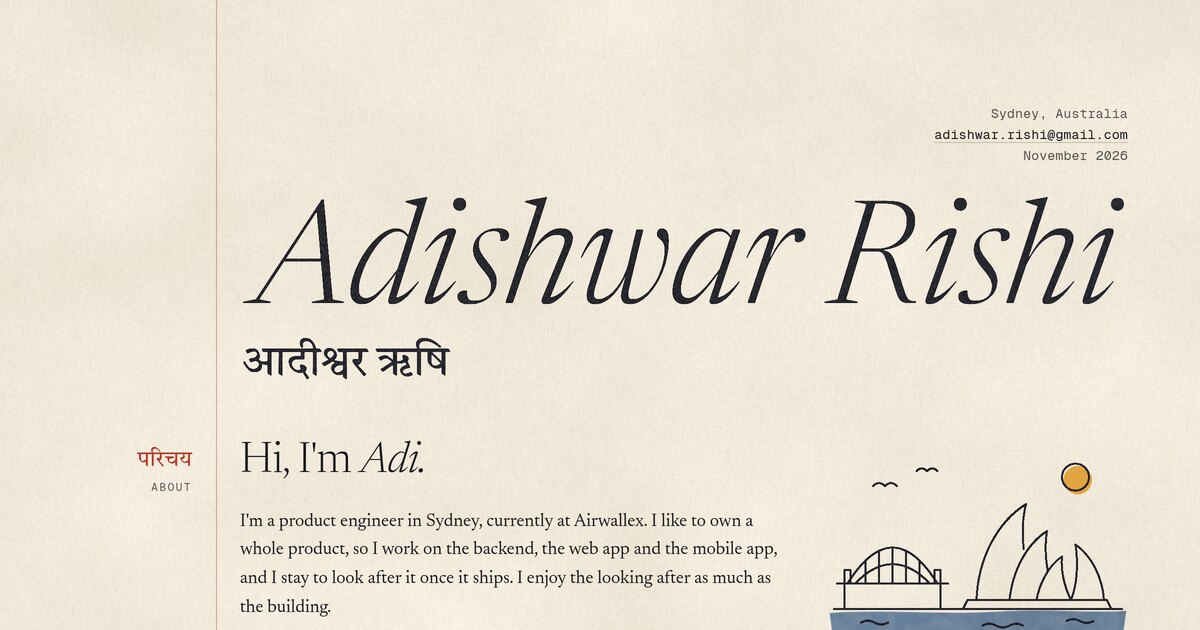 Sydney, Australia
adishwar.rishi@gmail.com
November 2026
Adishwar Rishi
आदीश्वर ऋषि
परिचय
ABOUT
Hi, I'm Adi.
I'm a product engineer in Sydney, currently at Airwallex. I like to own a
whole product, so I work on the backend, the web app and the mobile app,
and I stay to look after it once it ships. I enjoy the looking after as much as
the building.